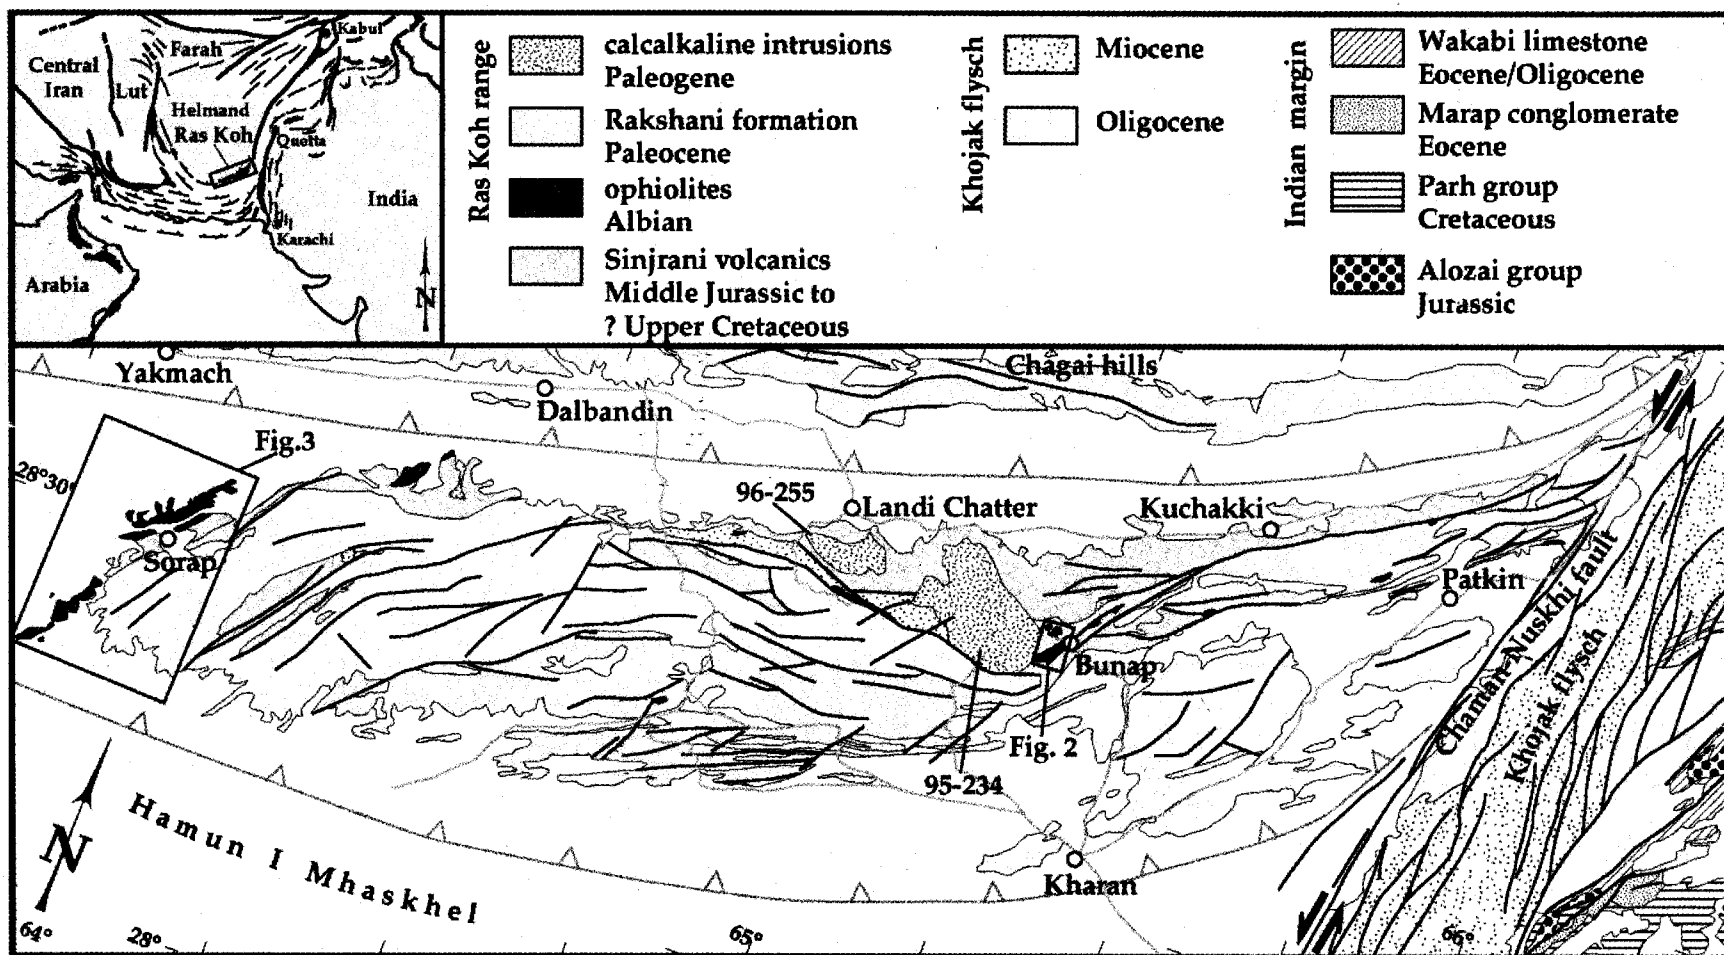 Kabul
Farah
Central
Iran
Lut
Helmand
Ras Koh
Quetta
India
Karachi
Arabia
N
Ras Koh range
calcalkaline intrusions
Paleogene
Rakshani formation
Paleocene
ophiolites
Albian
Sinjrani volcanics
Middle Jurassic to
? Upper Cretaceous
Khojak flysch
Miocene
Oligocene
Indian margin
Wakabi limestone
Eocene/Oligocene
Marap conglomerate
Eocene
Parh group
Cretaceous
Alozai group
Jurassic
Yakmach
Chagai hills
Dalbandin
Fig.3
28°30'
96-255
Landi Chatter
Kuchakki
Sorap
Patkin
Bunap
Chaman-Nuskhi fault
Khojak flysch
Fig. 2
95-234
Hamun I Mhaskhel
Kharan
N
64°
28°
65°
66°